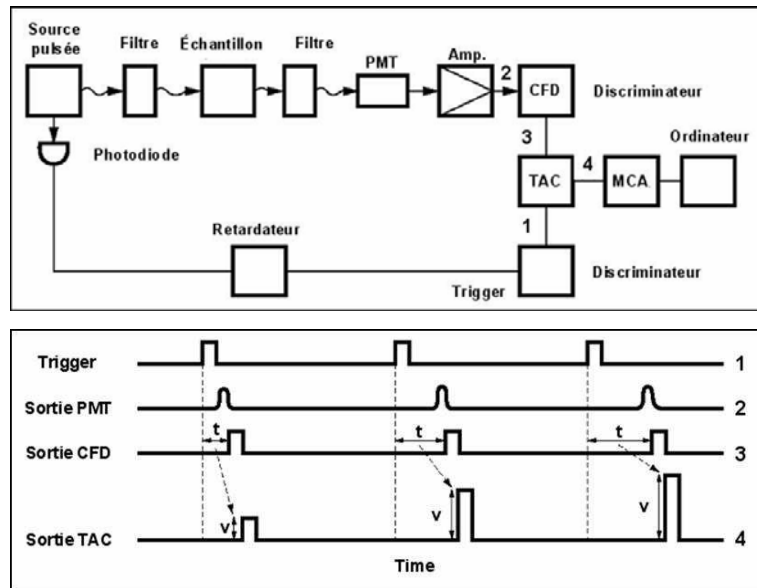 Source
pulsée
Filtre
Échantillon
Filtre
PMT
Amp.
2
CFD
Discriminateur
3
Ordinateur
TAC
4
MCA
Photodiode
1
Retardateur
Trigger
Discriminateur
Trigger
1
Sortie PMT
2
Sortie CFD
t
t
t
3
v
v
v
Sortie TAC
4
Time